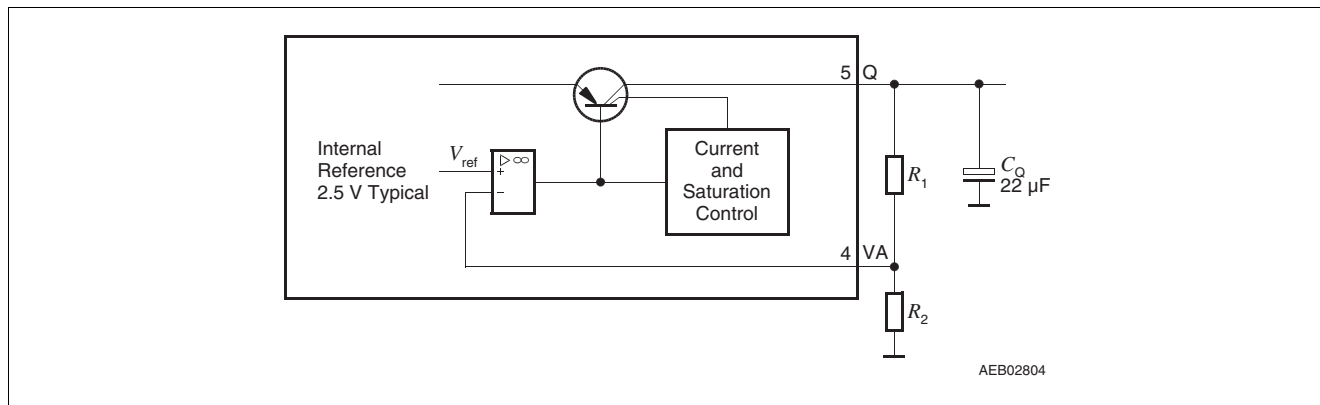 5 Q
Internal
Reference
2.5 V Typical
Vref
▷ ∞
+
−
Current
and
Saturation
Control
R1
CQ
22 µF
4 VA
R2
AEB02804